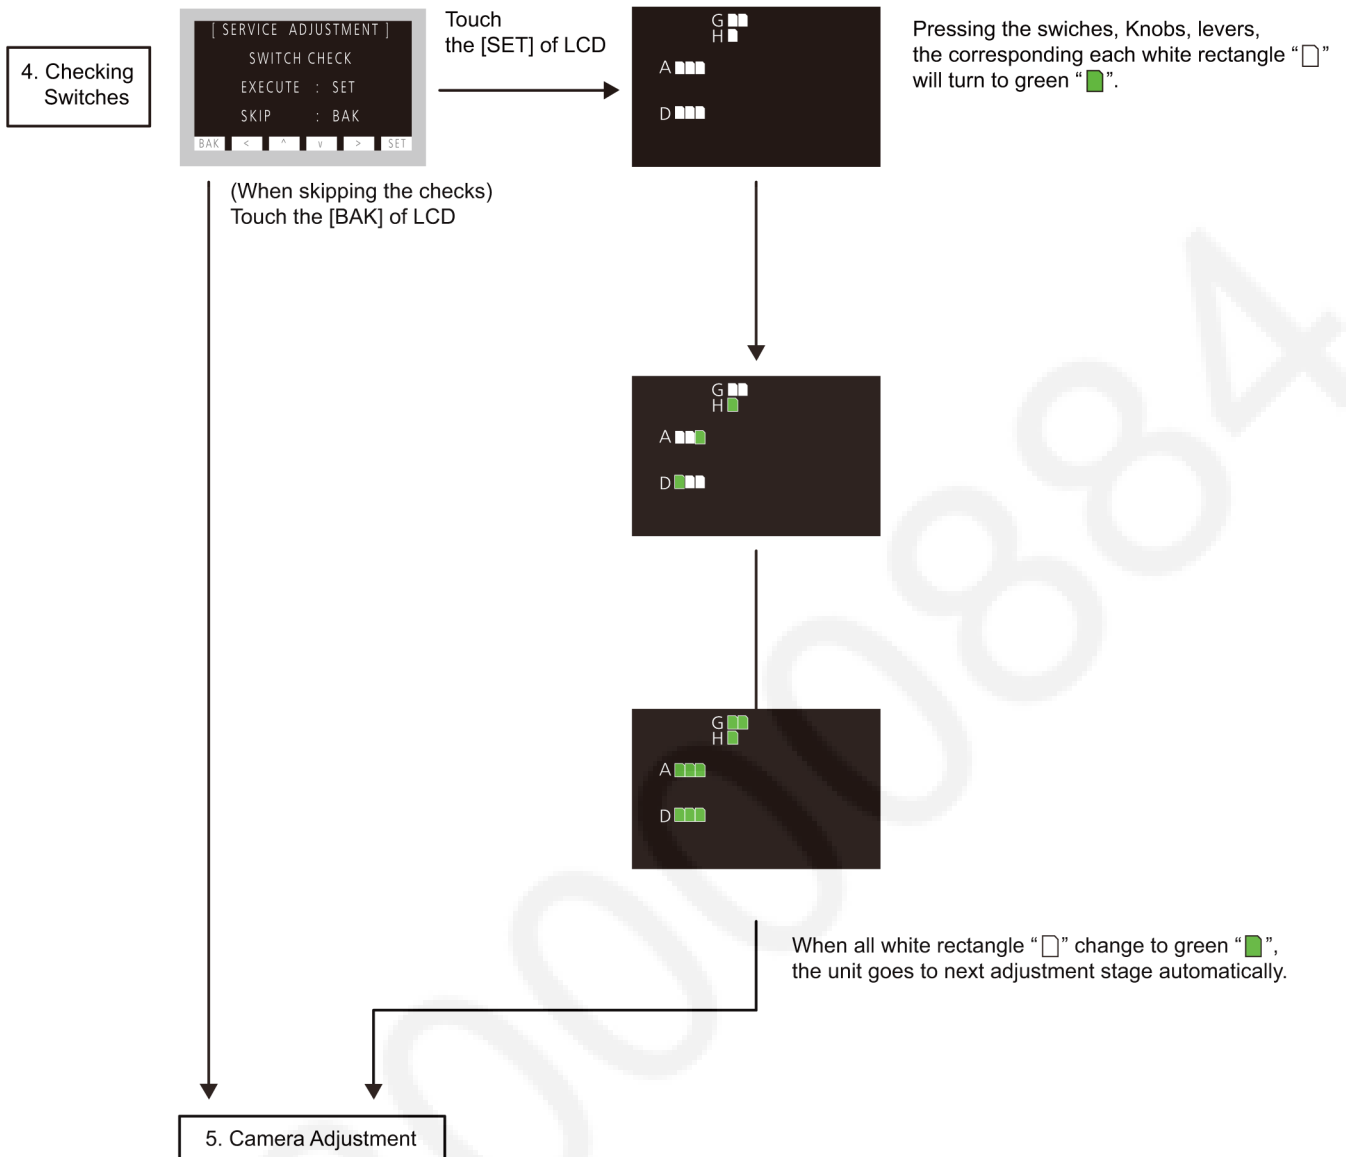 4. Checking
Switches
[ SERVICE ADJUSTMENT ]
SWITCH CHECK
EXECUTE : SET
SKIP : BAK
BAK < ^ v > SET
Touch
the [SET] of LCD
G
H
A
D
Pressing the swiches, Knobs, levers,
the corresponding each white rectangle “ ”
will turn to green “ ”.
(When skipping the checks)
Touch the [BAK] of LCD
G
H
A
D
G
H
A
D
When all white rectangle “ ” change to green “ ”,
the unit goes to next adjustment stage automatically.
5. Camera Adjustment
000884